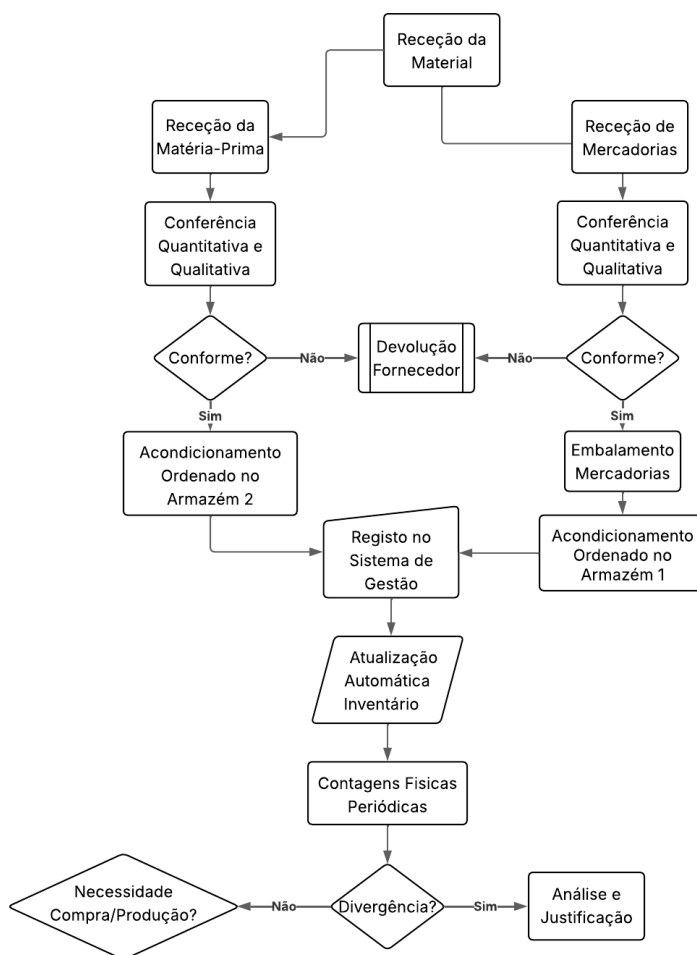 Receção da
Material
Receção da
Matéria-Prima
Receção de
Mercadorias
Conferência
Quantitativa e
Qualitativa
Conferência
Quantitativa e
Qualitativa
Conforme?
Não
Devolução
Fornecedor
Não
Conforme?
Sim
Sim
Acondicionamento
Ordenado no
Armazém 2
Embalamento
Mercadorias
Registo no
Sistema de
Gestão
Acondicionamento
Ordenado no
Armazém 1
Atualização
Automática
Inventário
Contagens Fisicas
Periódicas
Necessidade
Compra/Produção?
Não
Divergência?
Sim
Análise e
Justificação